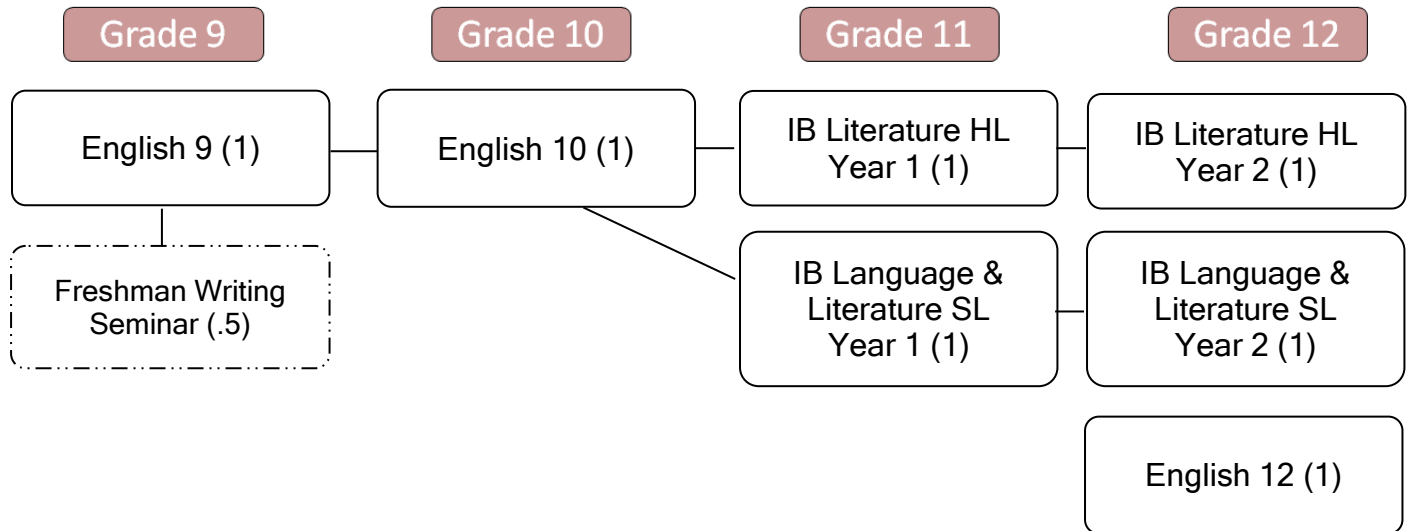 Grade 9
Grade 10
Grade 11
Grade 12
English 9 (1)
English 10 (1)
IB Literature HL
Year 1 (1)
IB Literature HL
Year 2 (1)
Freshman Writing
Seminar (.5)
IB Language &
Literature SL
Year 1 (1)
IB Language &
Literature SL
Year 2 (1)
English 12 (1)